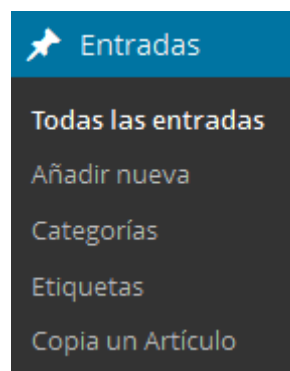 Entradas
Todas las entradas
Añadir nueva
Categorías
Etiquetas
Copia un Artículo